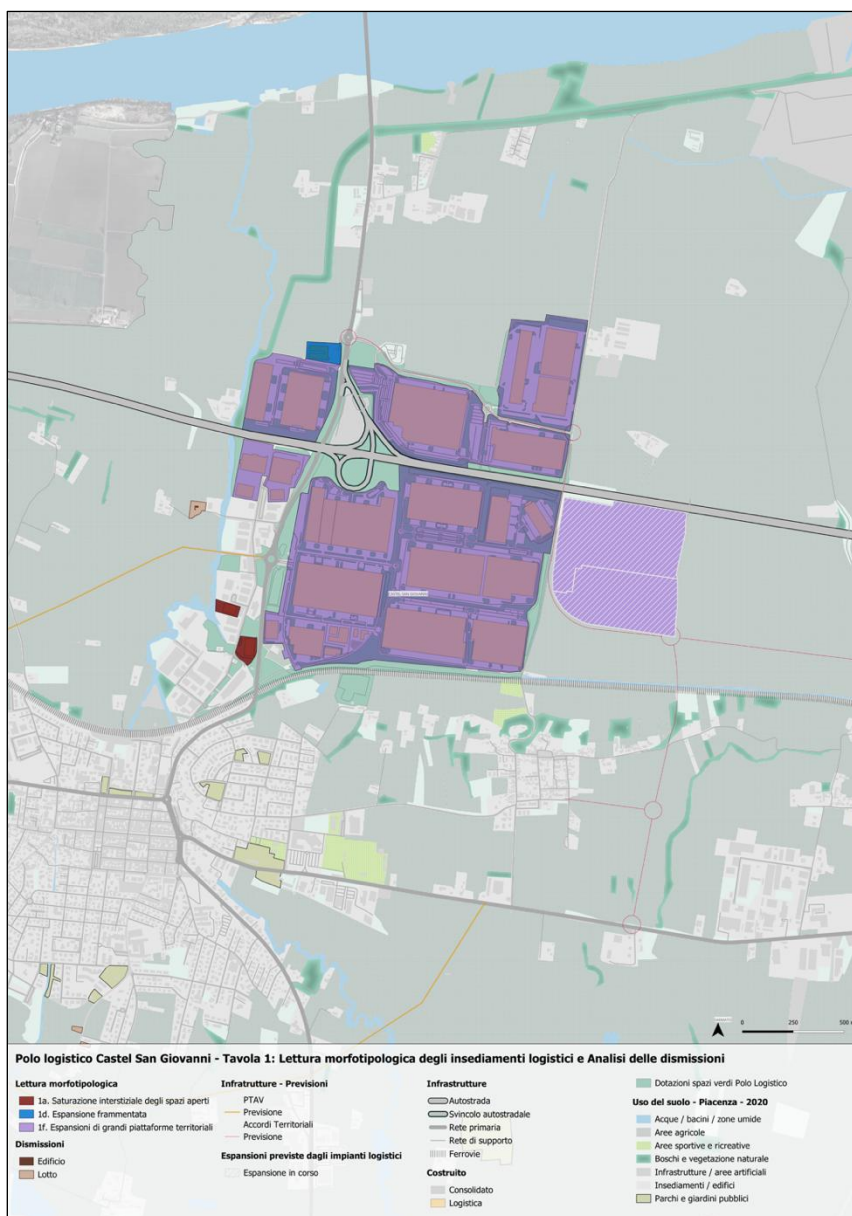 0 250 500
Polo logistico Castel San Giovanni - Tavola 1: Lettura morfotipologica degli insediamenti logistici e Analisi delle dismissioni
Lettura morfotipologica
1a. Saturazione interstiziale degli spazi aperti
1d. Espansione frammentata
1f. Espansioni di grandi piattaforme territoriali
Dismissioni
Edificio
Lotto
Infratrutture - Previsioni
PTAV
Previsione
Accordi Territoriali
Previsione
Espansioni previste dagli impianti logistici
Espansione in corso
Infrastrutture
Autostrada
Svincolo autostradale
Rete primaria
Rete di supporto
Ferrovie
Costruito
Consolidato
Logistica
Dotazioni spazi verdi Polo Logistico
Uso del suolo - Piacenza - 2020
Acque / bacini / zone umide
Aree agricole
Aree sportive e ricreative
Boschi e vegetazione naturale
Infrastrutture / aree artificiali
Insediamenti / edifici
Parchi e giardini pubblici